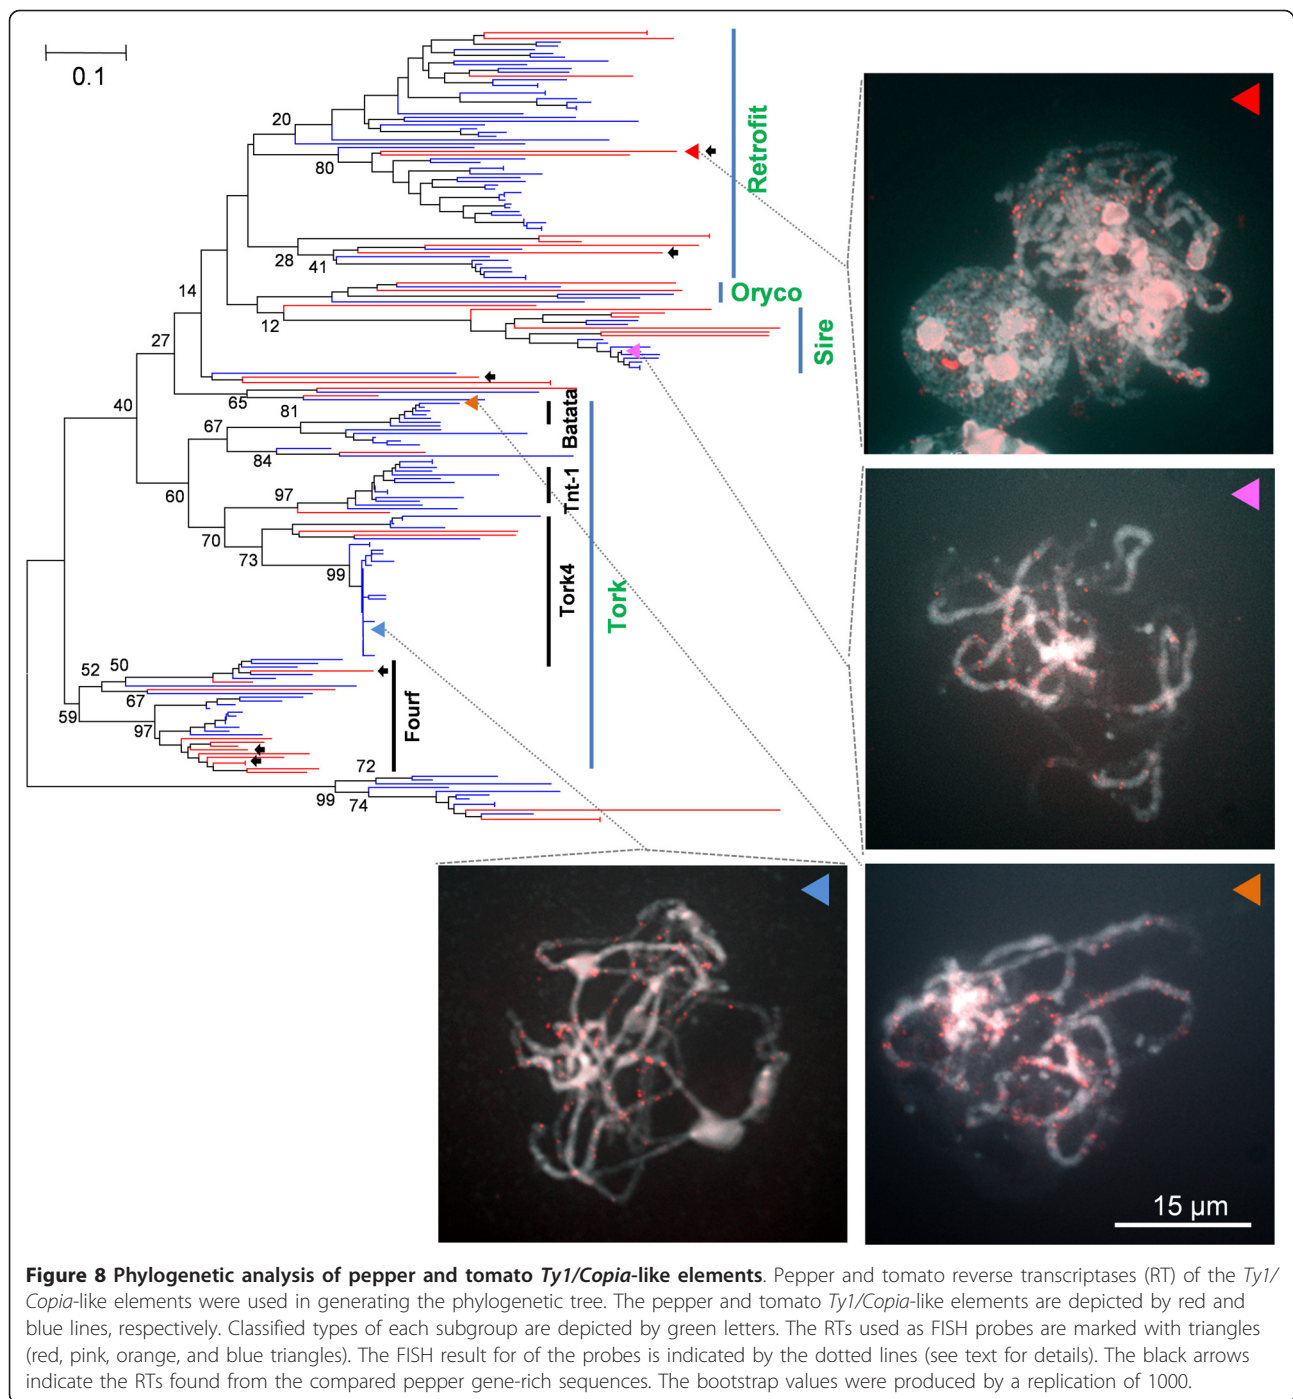 0.1
20
80
Retrofit
28
41
14
Oryco
12
Sire
27
40
65
81
Batata
67
84
60
97
Tnt-1
70
73
99
Tork4
Tork
50
52
67
59
97
Fourf
72
99
74
15 µm
Figure 8 Phylogenetic analysis of pepper and tomato Ty1/Copia-like elements. Pepper and tomato reverse transcriptases (RT) of the Ty1/
Copia-like elements were used in generating the phylogenetic tree. The pepper and tomato Ty1/Copia-like elements are depicted by red and
blue lines, respectively. Classified types of each subgroup are depicted by green letters. The RTs used as FISH probes are marked with triangles
(red, pink, orange, and blue triangles). The FISH result for of the probes is indicated by the dotted lines (see text for details). The black arrows
indicate the RTs found from the compared pepper gene-rich sequences. The bootstrap values were produced by a replication of 1000.